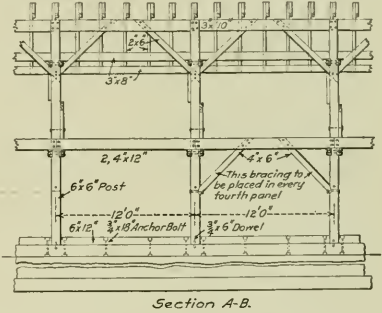 3"x10"
2"x6"
3"x8"
2, 4"x12"
4"x6"
This bracing to
be placed in every
fourth panel
6"x6" Post
12'0"
12'0"
6"x12"
3/4"x18" Anchor Bolt
3/4"x6" Dowel
Section A-B.